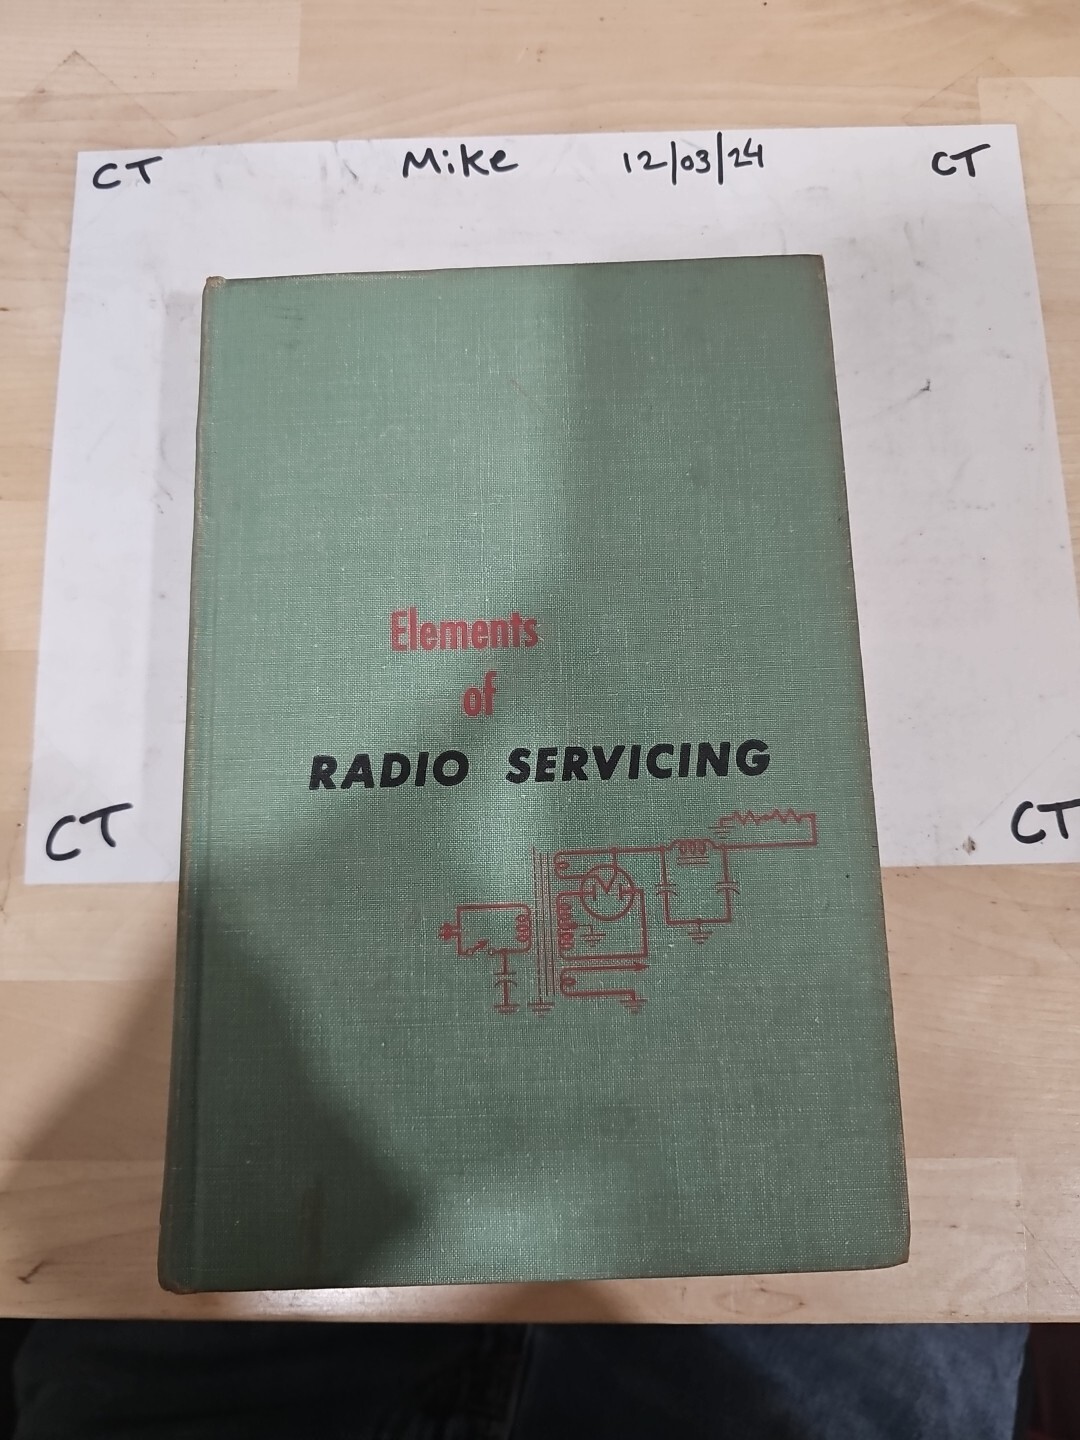 CT Mike 12/03/24 CT
Elements
of
RADIO SERVICING
CT CT